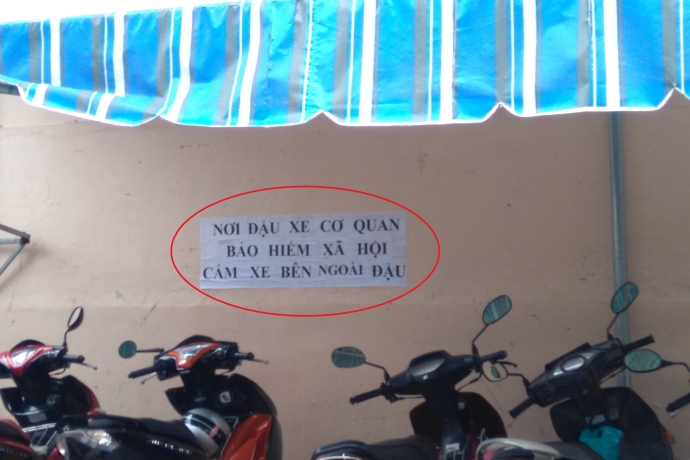 NƠI ĐẬU XE CƠ QUAN
BẢO HIỂM XÃ HỘI
CẤM XE BÊN NGOÀI ĐẬU